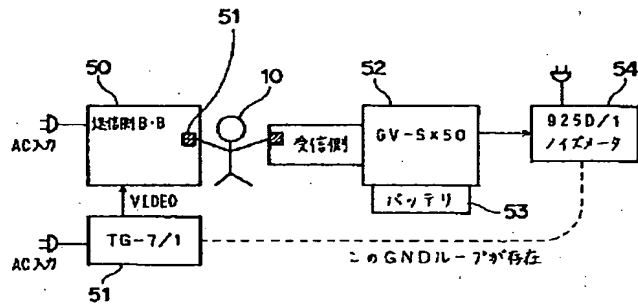 51
50
10
52
54
送信側B・B
受信側
GV-S×50
925D/1
ノイズメータ
AC入力
VIDEO
バッテリ
53
TG-7/1
AC入力
51
このGNDループが存在